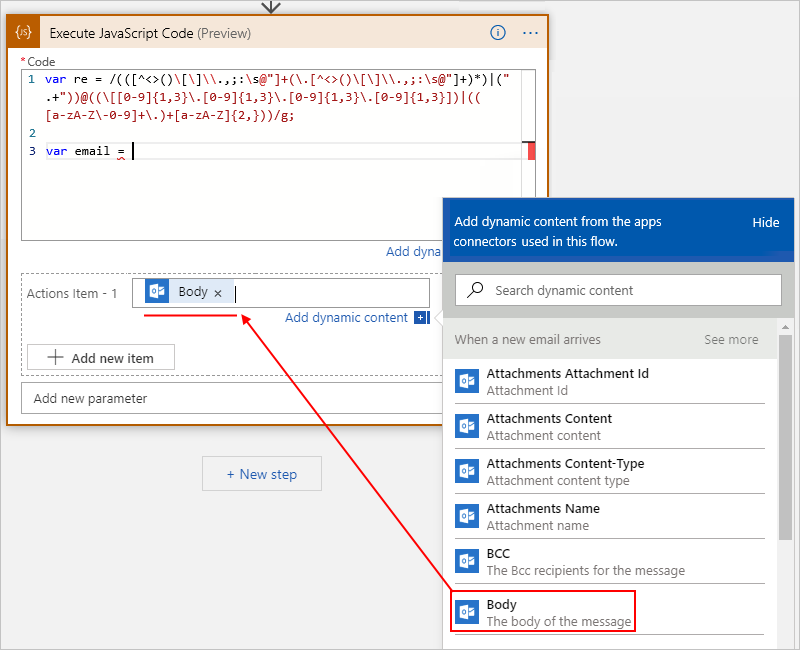 {JS}
Execute JavaScript Code (Preview)
* Code
1 var re = /(([^<>()\[\]\\.,;:\s@"]+(\.[^<>()\[\]\\.,;:\s@"]+)*)|("
.+"))@((\[[0-9]{1,3}\.[0-9]{1,3}\.[0-9]{1,3}\.[0-9]{1,3}])|((
[a-zA-Z\-0-9]+\.)+[a-zA-Z]{2,}))/g;
2
3 var email =
Add dyna
Actions Item - 1
Body ×
Add dynamic content
Add new item
Add new parameter
+ New step
Add dynamic content from the apps
connectors used in this flow.
Hide
Search dynamic content
When a new email arrives
See more
Attachments Attachment Id
Attachment Id
Attachments Content
Attachment content
Attachments Content-Type
Attachment content type
Attachments Name
Attachment name
BCC
The Bcc recipients for the message
Body
The body of the message